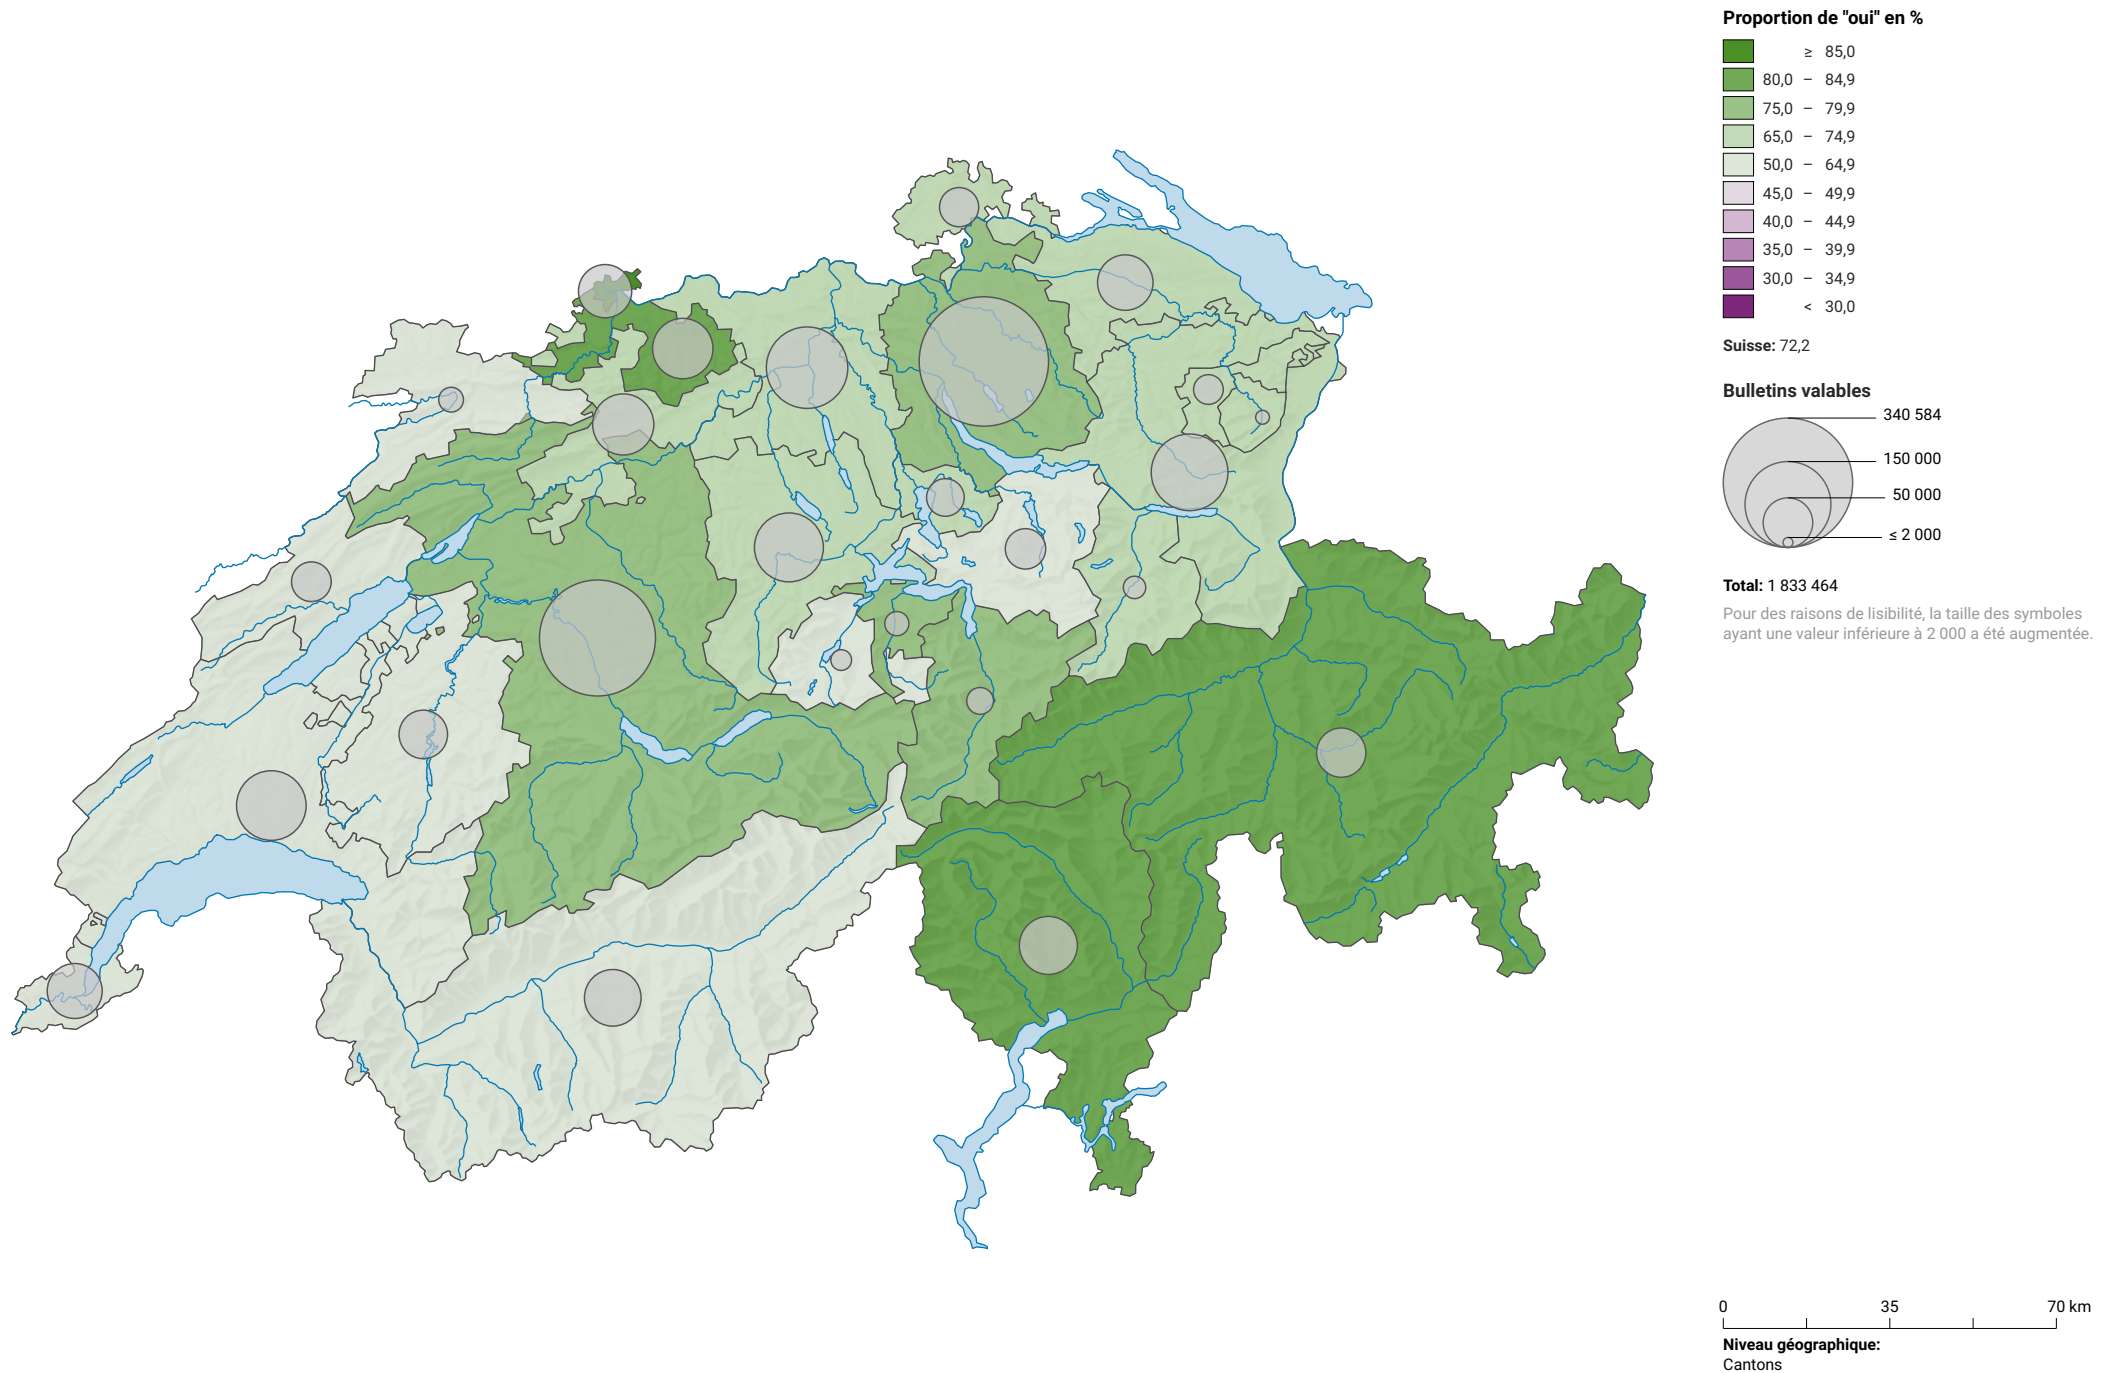 Proportion de "oui" en %
≥ 85,0
80,0 – 84,9
75,0 – 79,9
65,0 – 74,9
50,0 – 64,9
45,0 – 49,9
40,0 – 44,9
35,0 – 39,9
30,0 – 34,9
< 30,0
Suisse: 72,2
Bulletins valables
340 584
150 000
50 000
≤ 2 000
Total: 1 833 464
Pour des raisons de lisibilité, la taille des symboles
ayant une valeur inférieure à 2 000 a été augmentée.
0 35 70 km
Niveau géographique:
Cantons